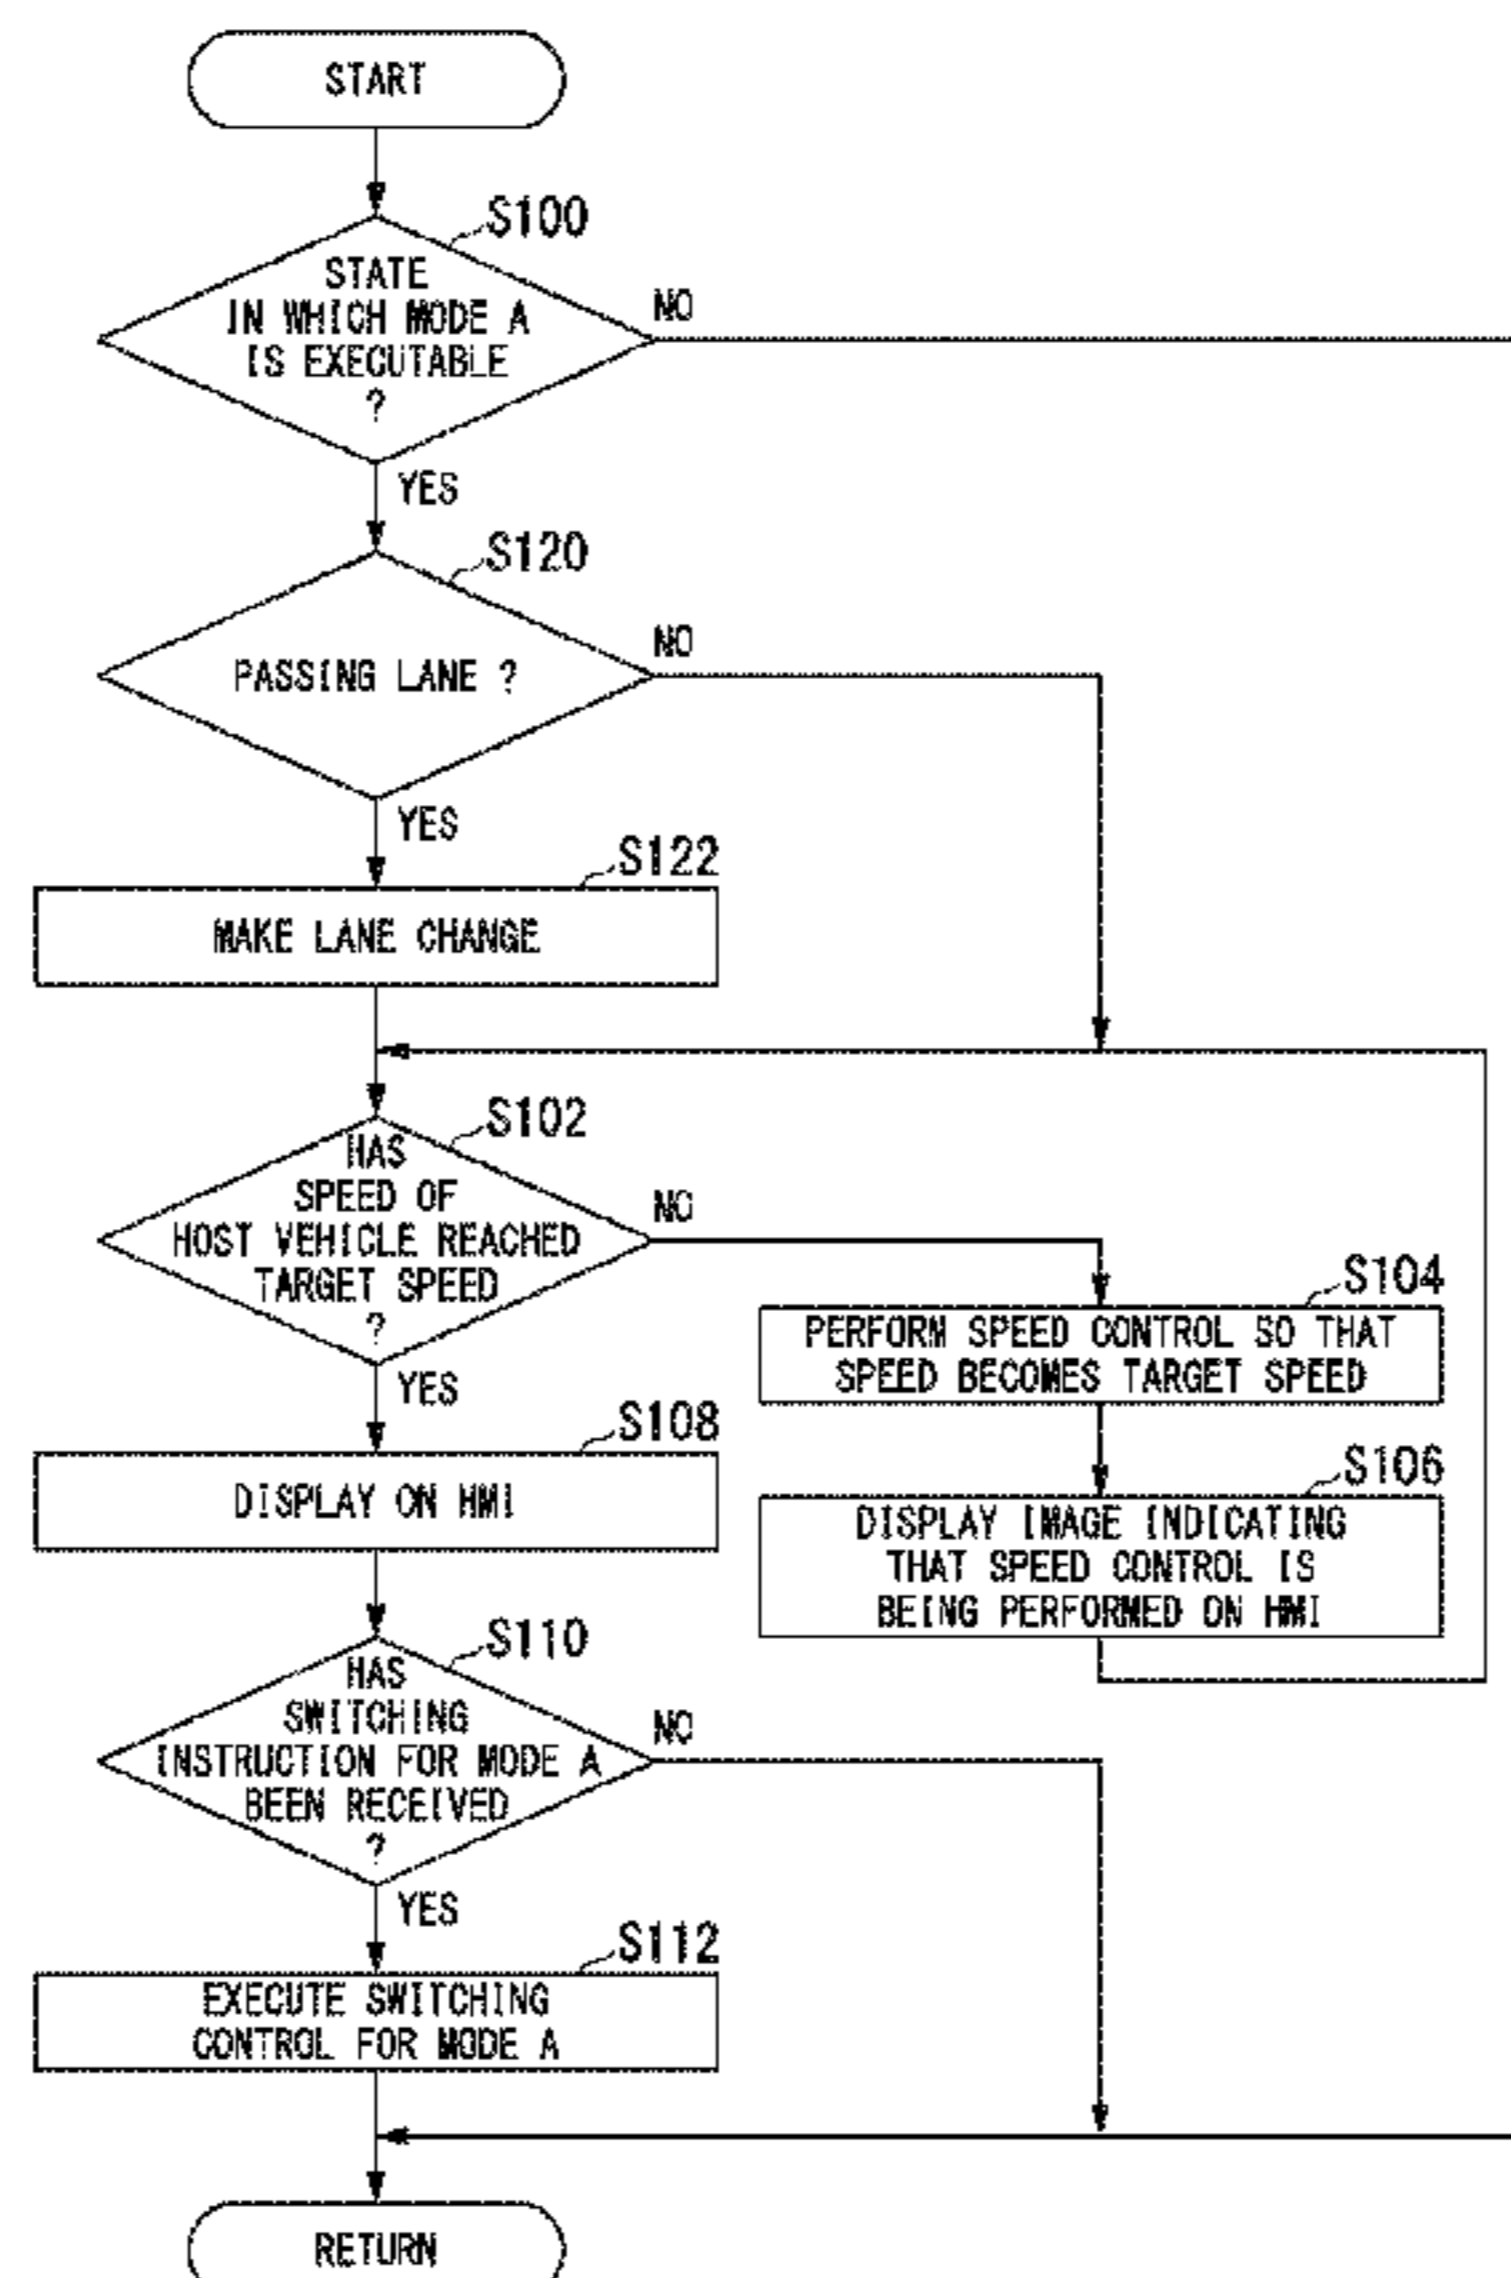 START
S100
STATE
IN WHICH MODE A
IS EXECUTABLE
?
NO
YES
S120
PASSING LANE ?
NO
YES
S122
MAKE LANE CHANGE
S102
HAS
SPEED OF
HOST VEHICLE REACHED
TARGET SPEED
?
NO
YES
S104
PERFORM SPEED CONTROL SO THAT
SPEED BECOMES TARGET SPEED
S106
DISPLAY IMAGE INDICATING
THAT SPEED CONTROL IS
BEING PERFORMED ON HMI
S108
DISPLAY ON HMI
S110
HAS
SWITCHING
INSTRUCTION FOR MODE A
BEEN RECEIVED
?
NO
YES
S112
EXECUTE SWITCHING
CONTROL FOR MODE A
RETURN